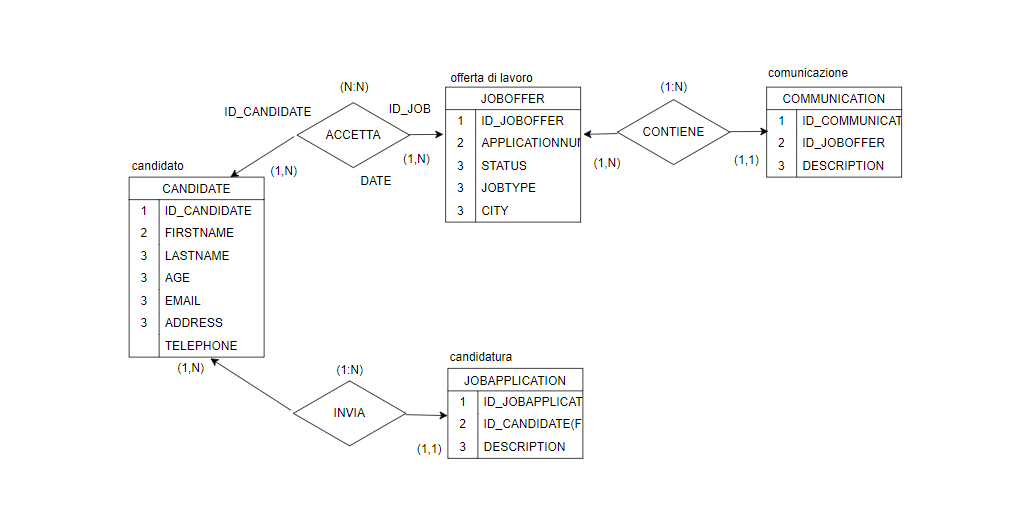 comunicazione
offerta di lavoro
(N:N)
(1:N)
JOBOFFER
COMMUNICATION
ID_CANDIDATE
ID_JOB
1 ID_JOBOFFER
1 ID_COMMUNICAT
ACCETTA
CONTIENE
2 APPLICATIONNU
2 ID_JOBOFFER
(1,N)
(1,N)
(1,1)
3 STATUS
3 DESCRIPTION
candidato
(1,N)
DATE
3 JOBTYPE
CANDIDATE
3 CITY
1 ID_CANDIDATE
2 FIRSTNAME
3 LASTNAME
3 AGE
3 EMAIL
3 ADDRESS
TELEPHONE
candidatura
(1,N)
(1:N)
JOBAPPLICATION
1 ID_JOBAPPLICAT
INVIA
2 ID_CANDIDATE(F
(1,1)
3 DESCRIPTION